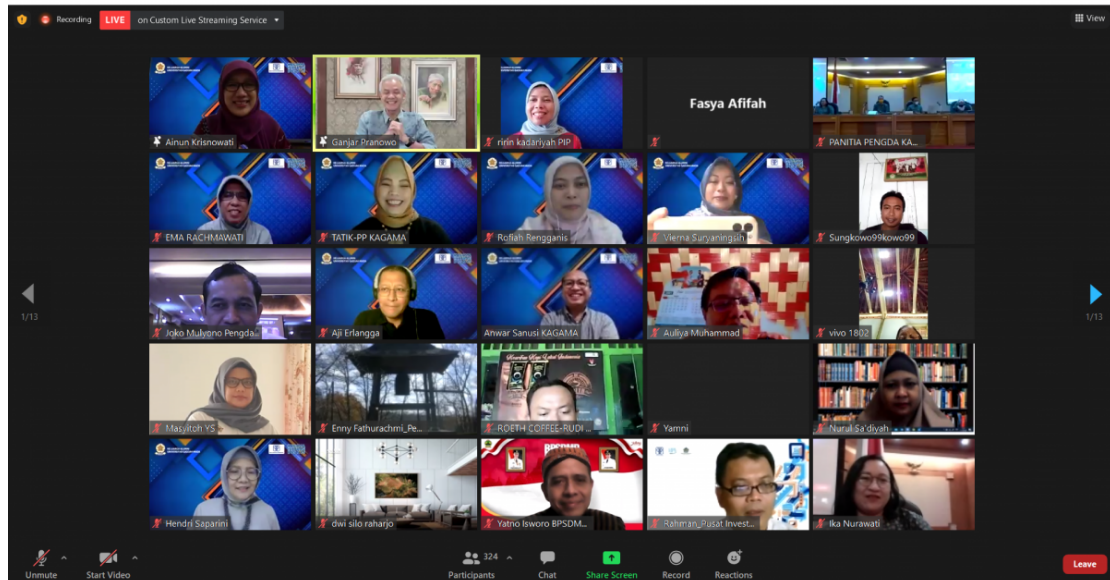 Recording
LIVE
on Custom Live Streaming Service
View
Ainun Krisnowati
Ganjar Pranowo
ririn kadariyah PIP
Fasya Afifah
PANITIA PENGDA KA...
EMA RACHMAWATI
TATIK-PP KAGAMA
Rofiah Rengganis
Vierna Suryaningsih
Sungkowo99kowo99
Joko Mulyono Pengda...
Aji Erlangga
Anwar Sanusi KAGAMA
Auliya Muhammad
vivo 1802
1/13
1/13
Masyitoh YS
Enny Fathurachmi_Pe...
ROETH COFFEE-RUDI ...
Yamni
Nurul Sa'diyah
BPSDMD
Hendri Saparini
dwi silo raharjo
Yatno Isworo BPSDM...
Rahman_Pusat Invest...
Ika Nurawati
Unmute
Start Video
324
Participants
Chat
Share Screen
Record
Reactions
Leave